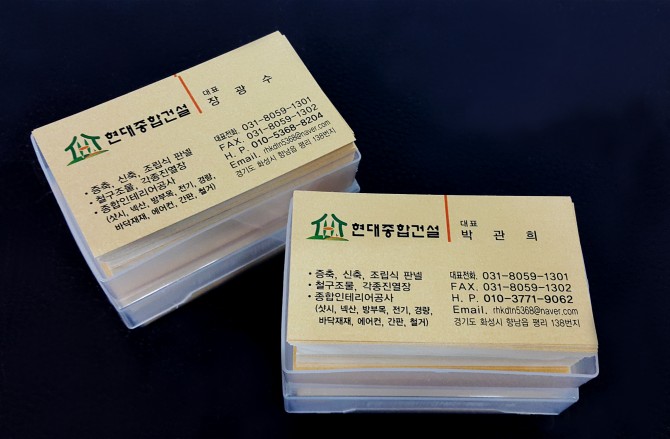 현대종합건설
대표
장 광 수
• 증축, 신축, 조립식 판넬
• 철구조물, 각종진열장
• 종합인테리어공사
(샷시, 넥산, 방부목, 전기, 경량,
바닥재재, 에어컨, 간판, 철거)
대표전화. 031-8059-1301
FAX. 031-8059-1302
H. P. 010-5368-8204
Email. rhkdtn5368@naver.com
경기도 화성시 향남읍 평리 138번지
현대종합건설
대표
박 관 희
• 증축, 신축, 조립식 판넬
• 철구조물, 각종진열장
• 종합인테리어공사
(샷시, 넥산, 방부목, 전기, 경량,
바닥재재, 에어컨, 간판, 철거)
대표전화. 031-8059-1301
FAX. 031-8059-1302
H. P. 010-3771-9062
Email. rhkdtn5368@naver.com
경기도 화성시 향남읍 평리 138번지